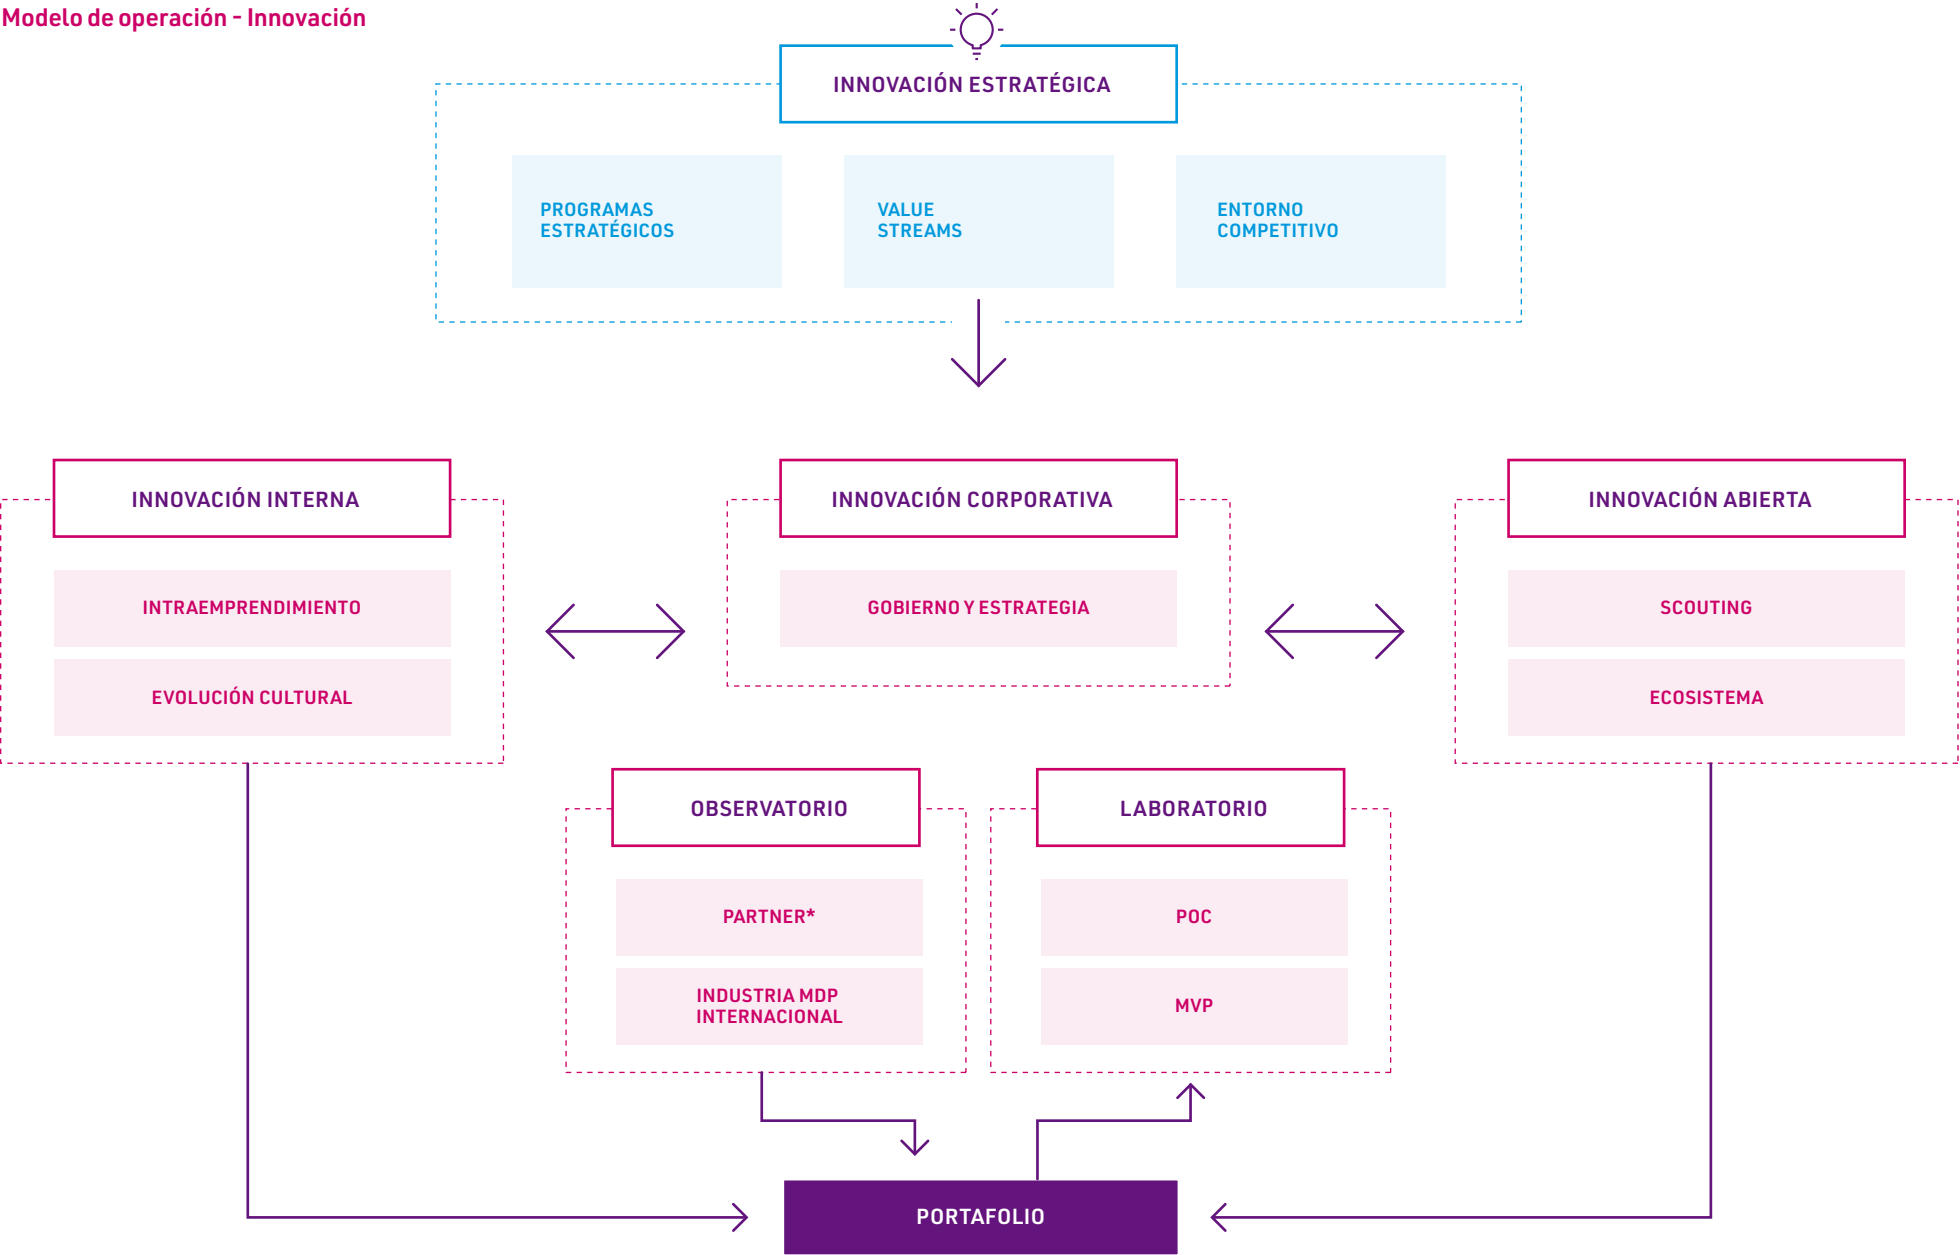 Modelo de operación - Innovación
INNOVACIÓN ESTRATÉGICA
PROGRAMAS
ESTRATÉGICOS
VALUE
STREAMS
ENTORNO
COMPETITIVO
INNOVACIÓN INTERNA
INTRAEMPRENDIMIENTO
EVOLUCIÓN CULTURAL
INNOVACIÓN CORPORATIVA
GOBIERNO Y ESTRATEGIA
INNOVACIÓN ABIERTA
SCOUTING
ECOSISTEMA
OBSERVATORIO
PARTNER*
INDUSTRIA MDP
INTERNACIONAL
LABORATORIO
POC
MVP
PORTAFOLIO